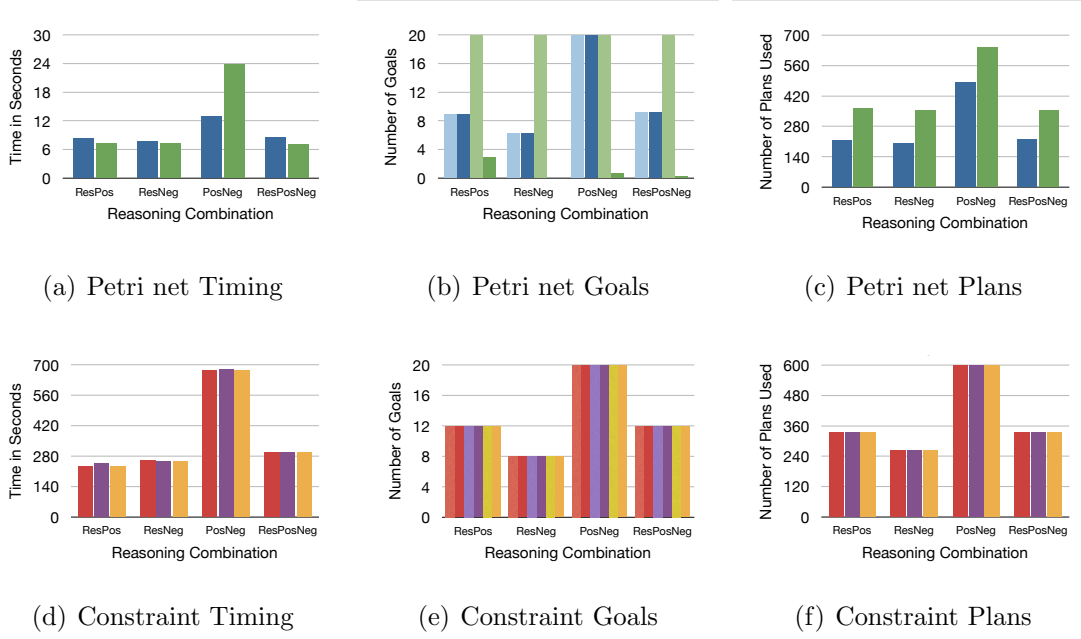 30
24
18
12
6
0
Time in Seconds
ResPos ResNeg PosNeg ResPosNeg
Reasoning Combination
(a) Petri net Timing
20
16
12
8
4
0
Number of Goals
ResPos ResNeg PosNeg ResPosNeg
Reasoning Combination
(b) Petri net Goals
700
560
420
280
140
0
Number of Plans Used
ResPos ResNeg PosNeg ResPosNeg
Reasoning Combination
(c) Petri net Plans
700
560
420
280
140
0
Time in Seconds
ResPos ResNeg PosNeg ResPosNeg
Reasoning Combination
(d) Constraint Timing
20
16
12
8
4
0
Number of Goals
ResPos ResNeg PosNeg ResPosNeg
Reasoning Combination
(e) Constraint Goals
600
480
360
240
120
0
Number of Plans Used
ResPos ResNeg PosNeg ResPosNeg
Reasoning Combination
(f) Constraint Plans